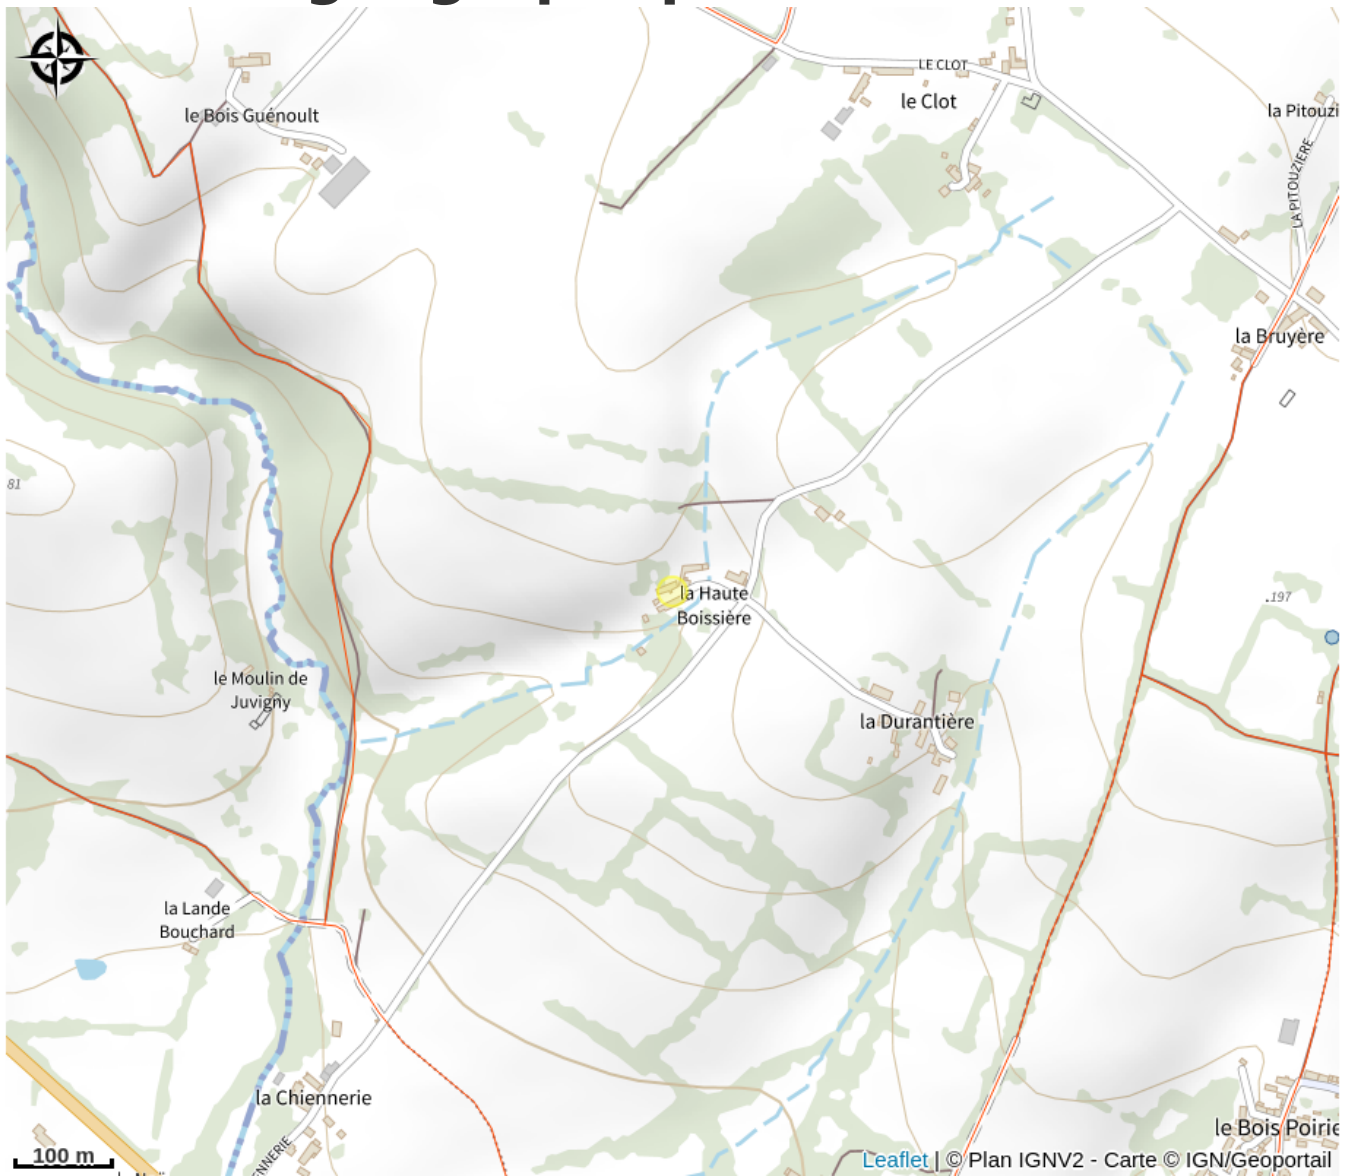 LE CLOT
le Clot
le Bois Guénoult
la Pitouzi
LA PITOUZIERE
la Bruyère
81
la Haute
Boissière
.197
le Moulin de
Juvigny
la Durantière
la Lande
Bouchard
la Chiennerie
ENNERIE
le Bois Poirie
100 m
Leaflet | © Plan IGNV2 - Carte © IGN/Geoportail